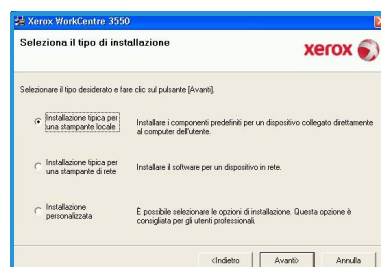 Xerox WorkCentre 3550
Seleziona il tipo di installazione
xerox
Selezionare il tipo desiderato e fare clic sul pulsante [Avanti].
Installazione tipica per
una stampante locale
Installare i componenti predefiniti per un dispositivo collegato direttamente
al computer dell'utente.
Installazione tipica per
una stampante di rete
Installare il software per un dispositivo in rete.
Installazione
personalizzata
È possibile selezionare le opzioni di installazione. Questa opzione è
consigliata per gli utenti professionali.
<Indietro
Avanti>
Annulla